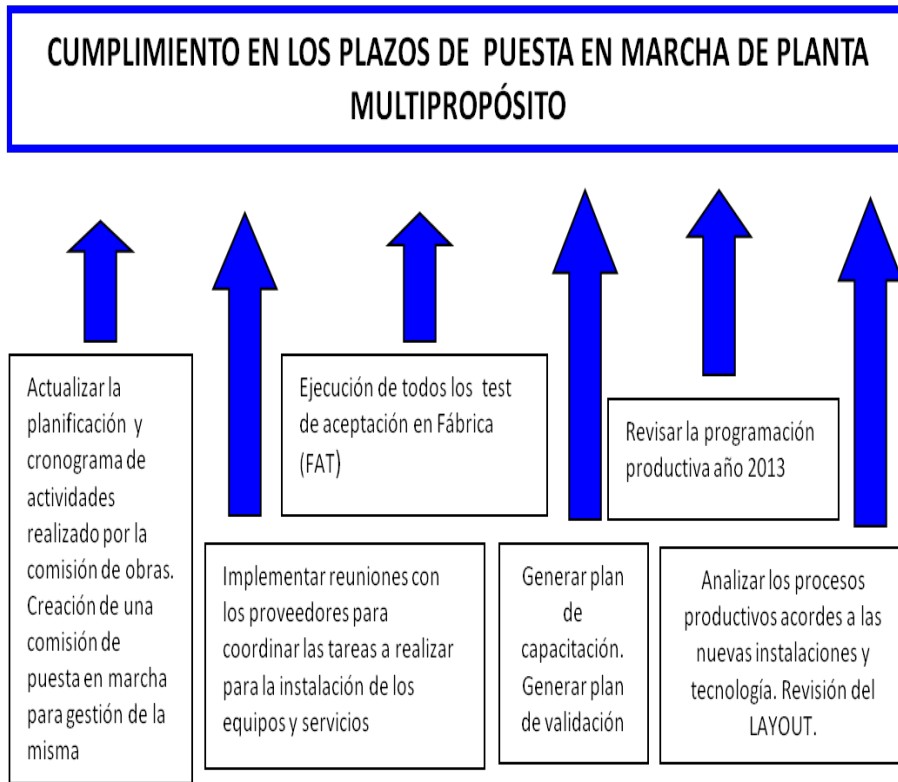 CUMPLIMIENTO EN LOS PLAZOS DE PUESTA EN MARCHA DE PLANTA
MULTIPROPÓSITO
Actualizar la
planificación y
cronograma de
actividades
realizado por la
comisión de obras.
Creación de una
comisión de
puesta en marcha
para gestión de la
misma
Implementar reuniones con
los proveedores para
coordinar las tareas a realizar
para la instalación de los
equipos y servicios
Ejecución de todos los test
de aceptación en Fábrica
(FAT)
Generar plan
de
capacitación.
Generar plan
de validación
Revisar la programación
productiva año 2013
Analizar los procesos
productivos acordes a las
nuevas instalaciones y
tecnología. Revisión del
LAYOUT.